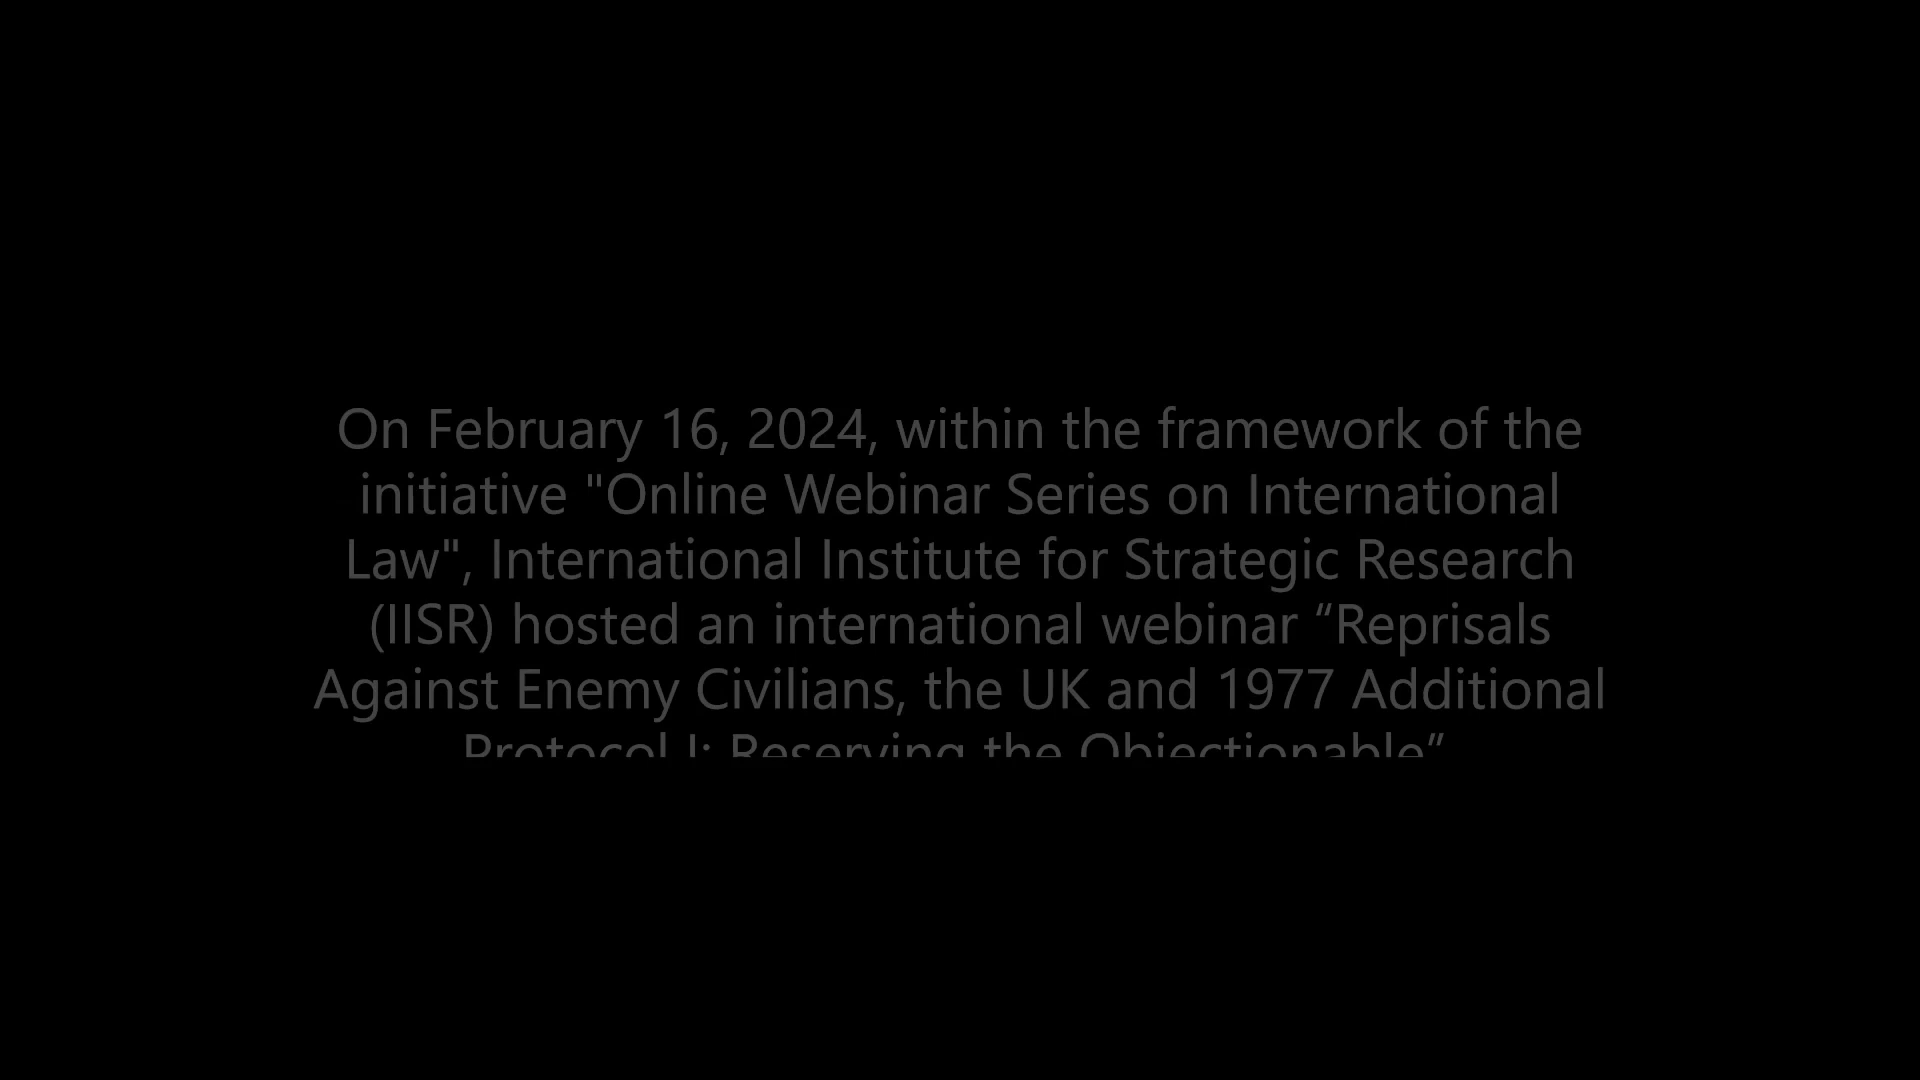 On February 16, 2024, within the framework of the
initiative "Online Webinar Series on International
Law", International Institute for Strategic Research
(IISR) hosted an international webinar “Reprisals
Against Enemy Civilians, the UK and 1977 Additional
Protocol I: Reserving the Objectionable”